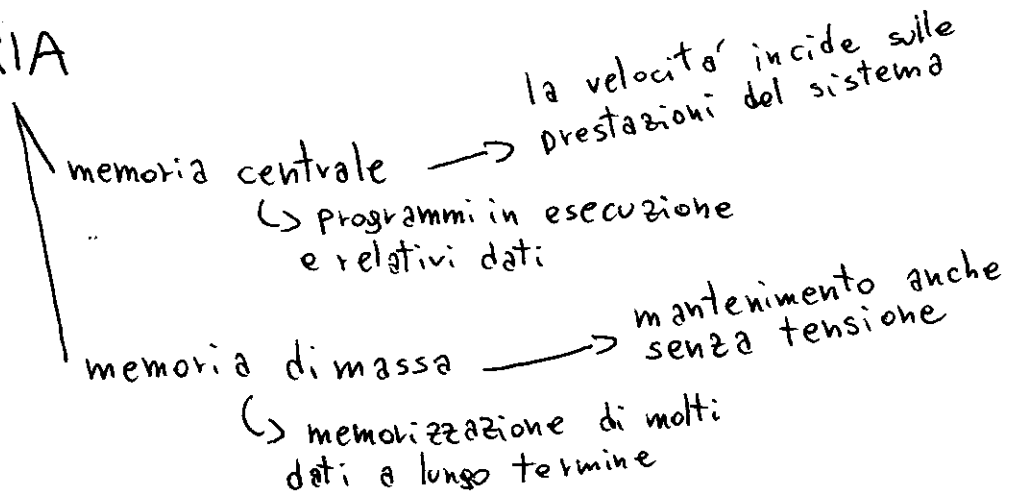 la velocità incide sulle
prestazioni del sistema
memoria centrale
programmi in esecuzione
e relativi dati
mantenimento anche
senza tensione
memoria di massa
memorizzazione di molti
dati a lungo termine